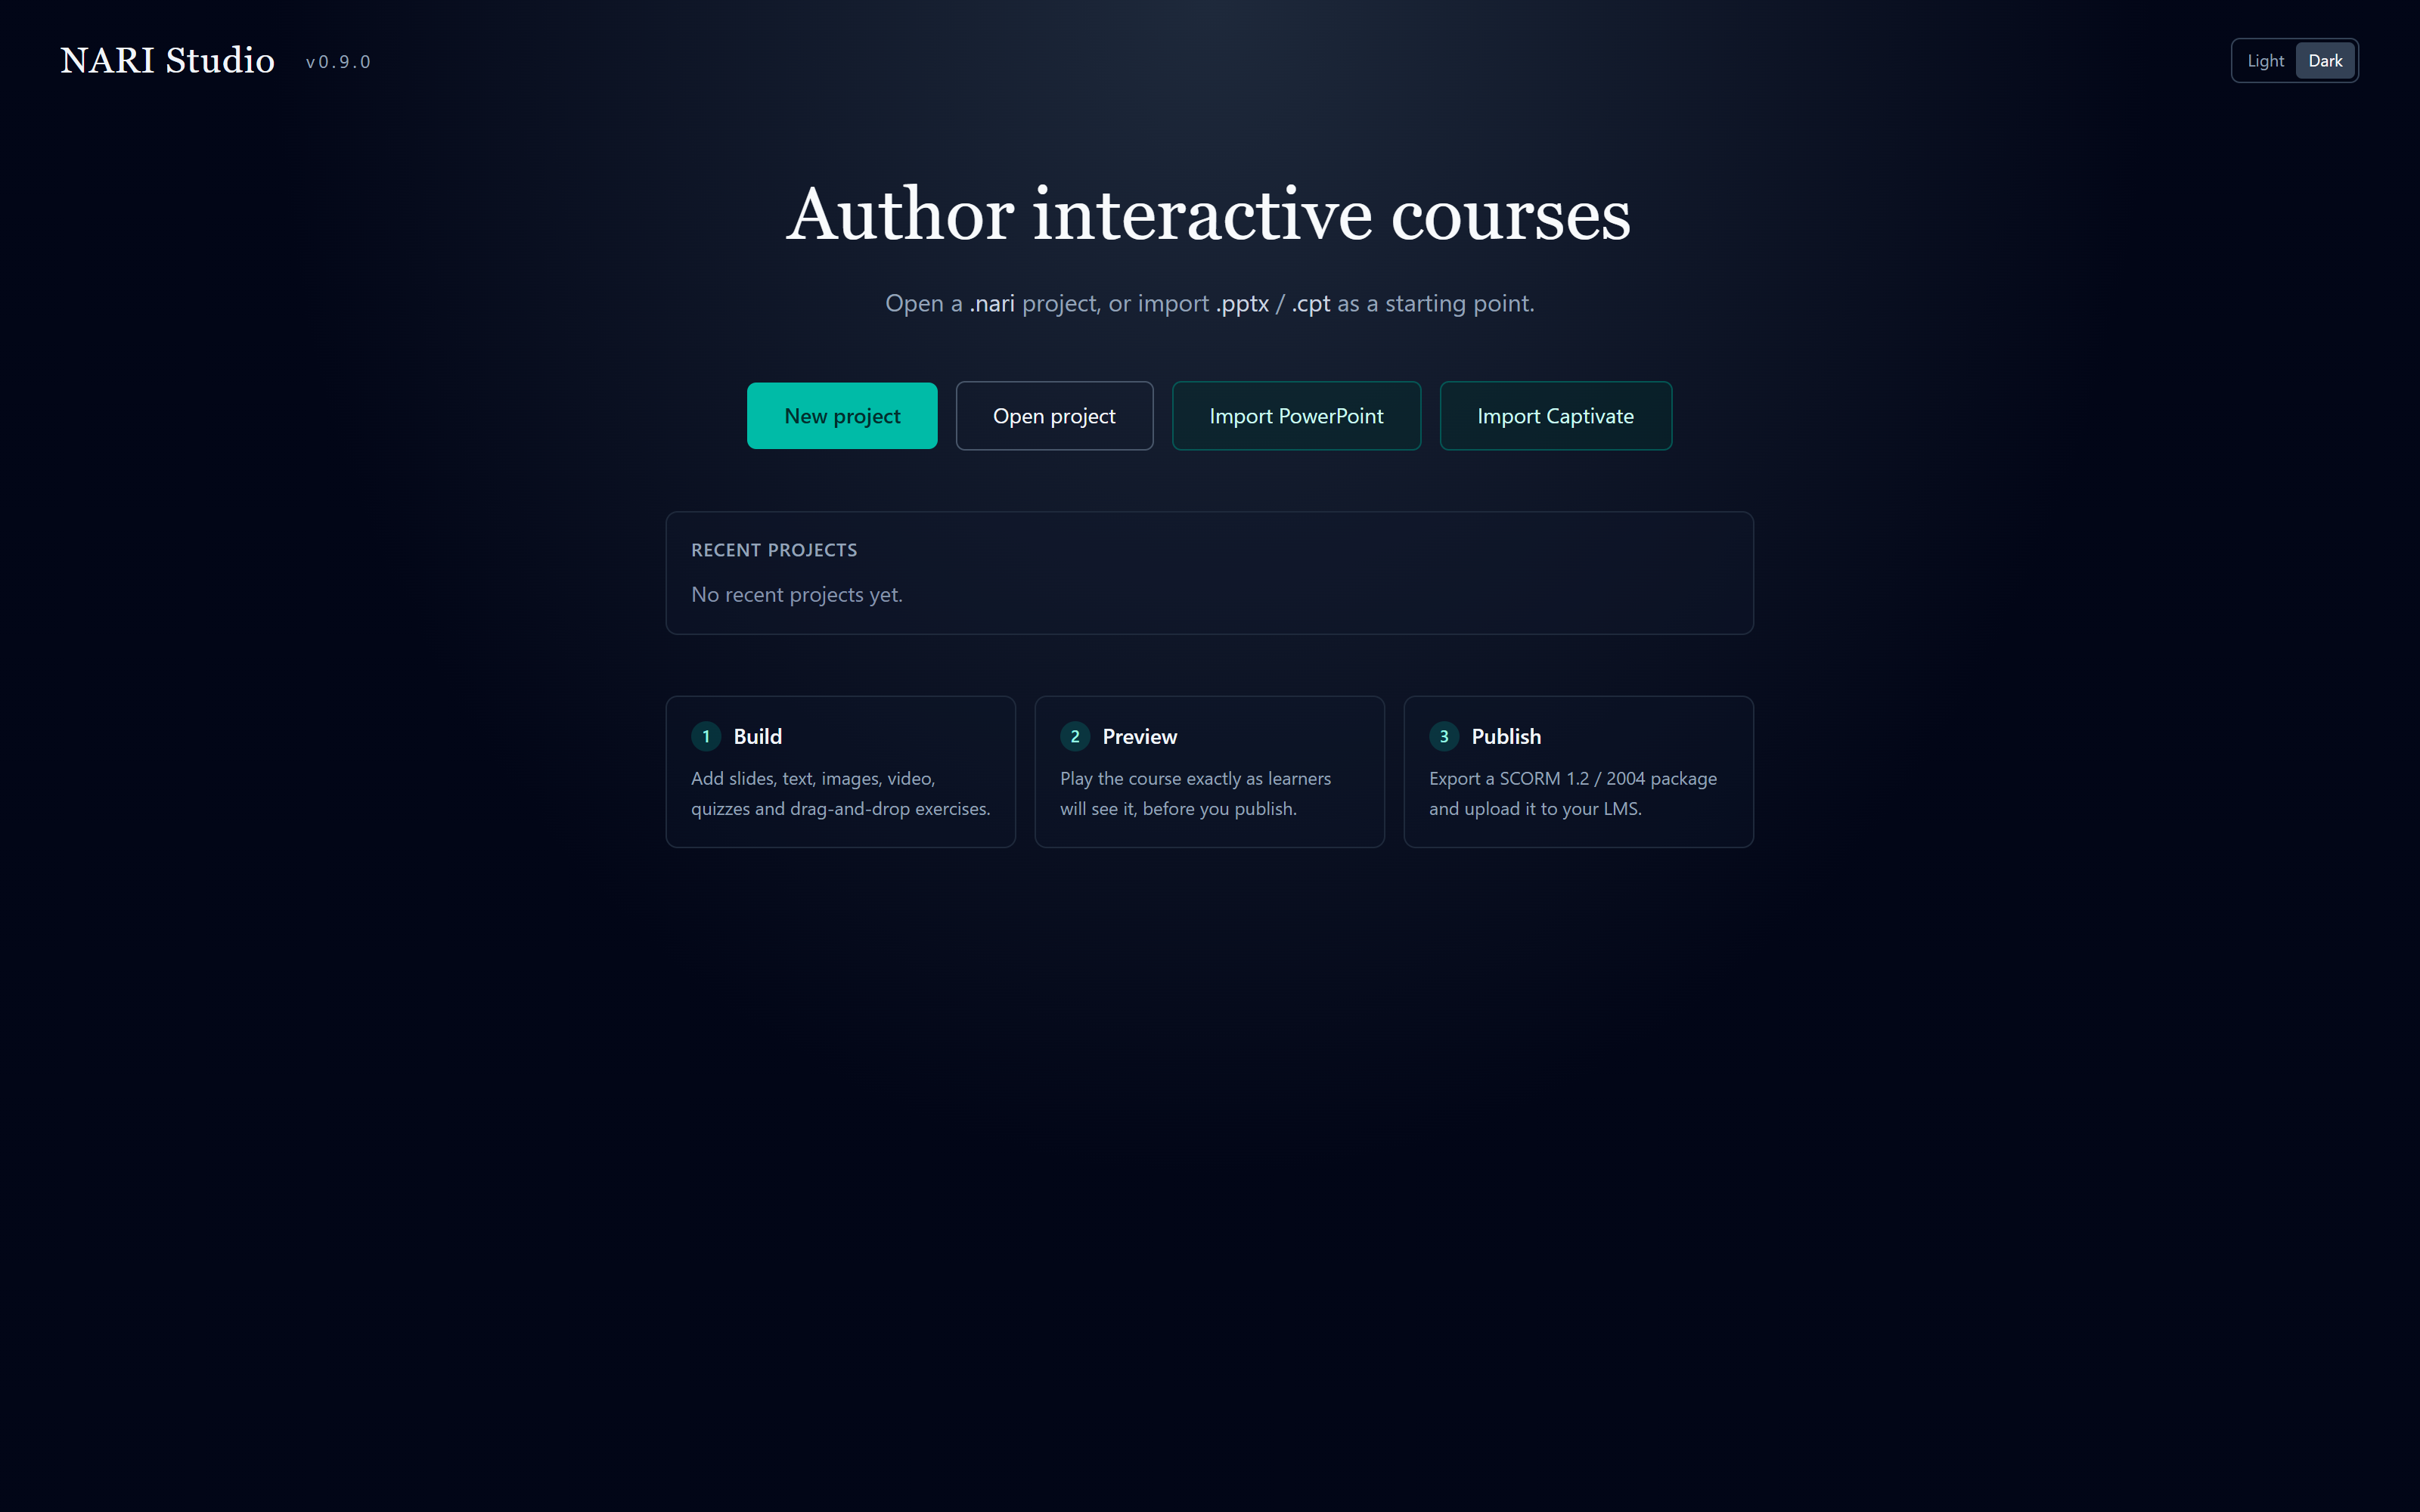 NARI Studio v0.9.0
Light Dark
Author interactive courses
Open a .nari project, or import .pptx / .cpt as a starting point.
New project
Open project
Import PowerPoint
Import Captivate
RECENT PROJECTS
No recent projects yet.
1 Build
Add slides, text, images, video,
quizzes and drag-and-drop exercises.
2 Preview
Play the course exactly as learners
will see it, before you publish.
3 Publish
Export a SCORM 1.2 / 2004 package
and upload it to your LMS.